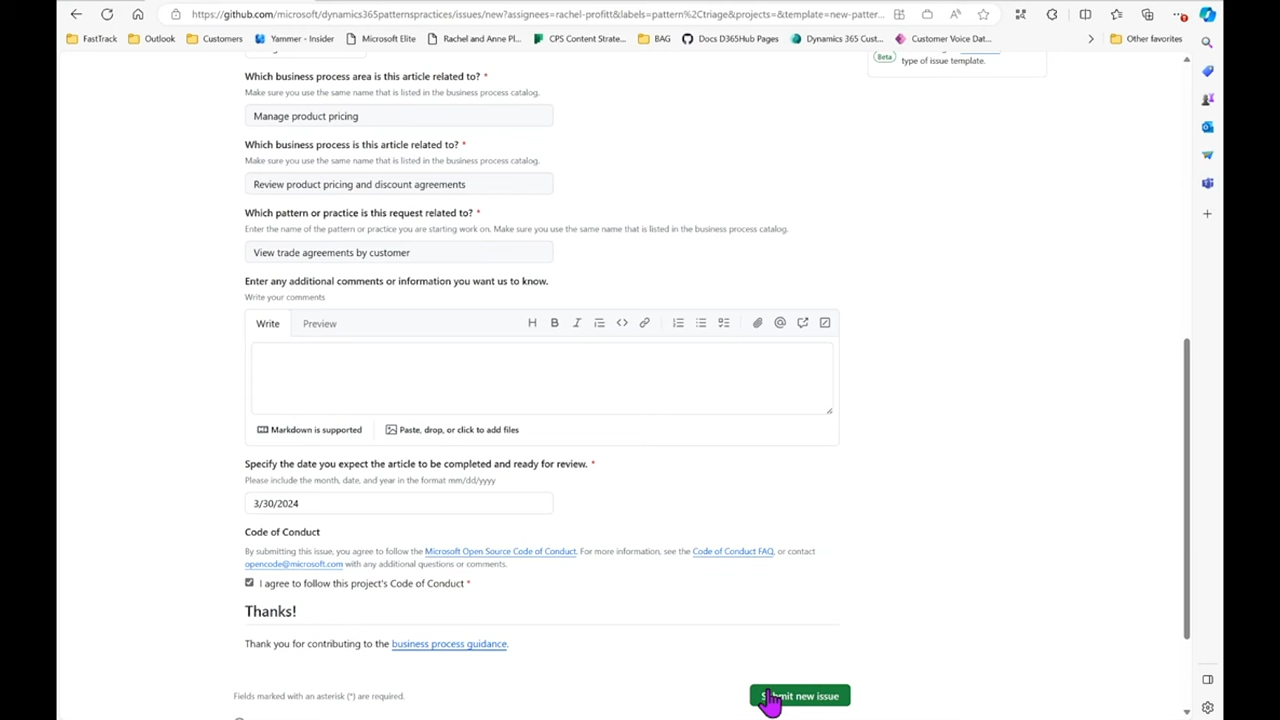 https://github.com/microsoft/dynamics365patternspractices/issues/new?assignees=rachel-profitt&labels=pattern%2Ctriage&projects=&template=new-patter...
FastTrack
Outlook
Customers
Yammer - Insider
Microsoft Elite
Rachel and Anne Pl...
CPS Content Strate...
BAG
Docs D365Hub Pages
Dynamics 365 Cust...
Customer Voice Dat...
Other favorites
Beta
type of issue template.
Which business process area is this article related to? *
Make sure you use the same name that is listed in the business process catalog.
Manage product pricing
Which business process is this article related to? *
Make sure you use the same name that is listed in the business process catalog.
Review product pricing and discount agreements
Which pattern or practice is this request related to? *
Enter the name of the pattern or practice you are starting work on. Make sure you use the same name that is listed in the business process catalog.
View trade agreements by customer
Enter any additional comments or information you want us to know.
Write your comments
Write
Preview
Markdown is supported
Paste, drop, or click to add files
Specify the date you expect the article to be completed and ready for review. *
Please include the month, date, and year in the format mm/dd/yyyy
3/30/2024
Code of Conduct
By submitting this issue, you agree to follow the Microsoft Open Source Code of Conduct. For more information, see the Code of Conduct FAQ, or contact
opencode@microsoft.com with any additional questions or comments.
I agree to follow this project's Code of Conduct *
Thanks!
Thank you for contributing to the business process guidance.
Fields marked with an asterisk (*) are required.
Submit new issue